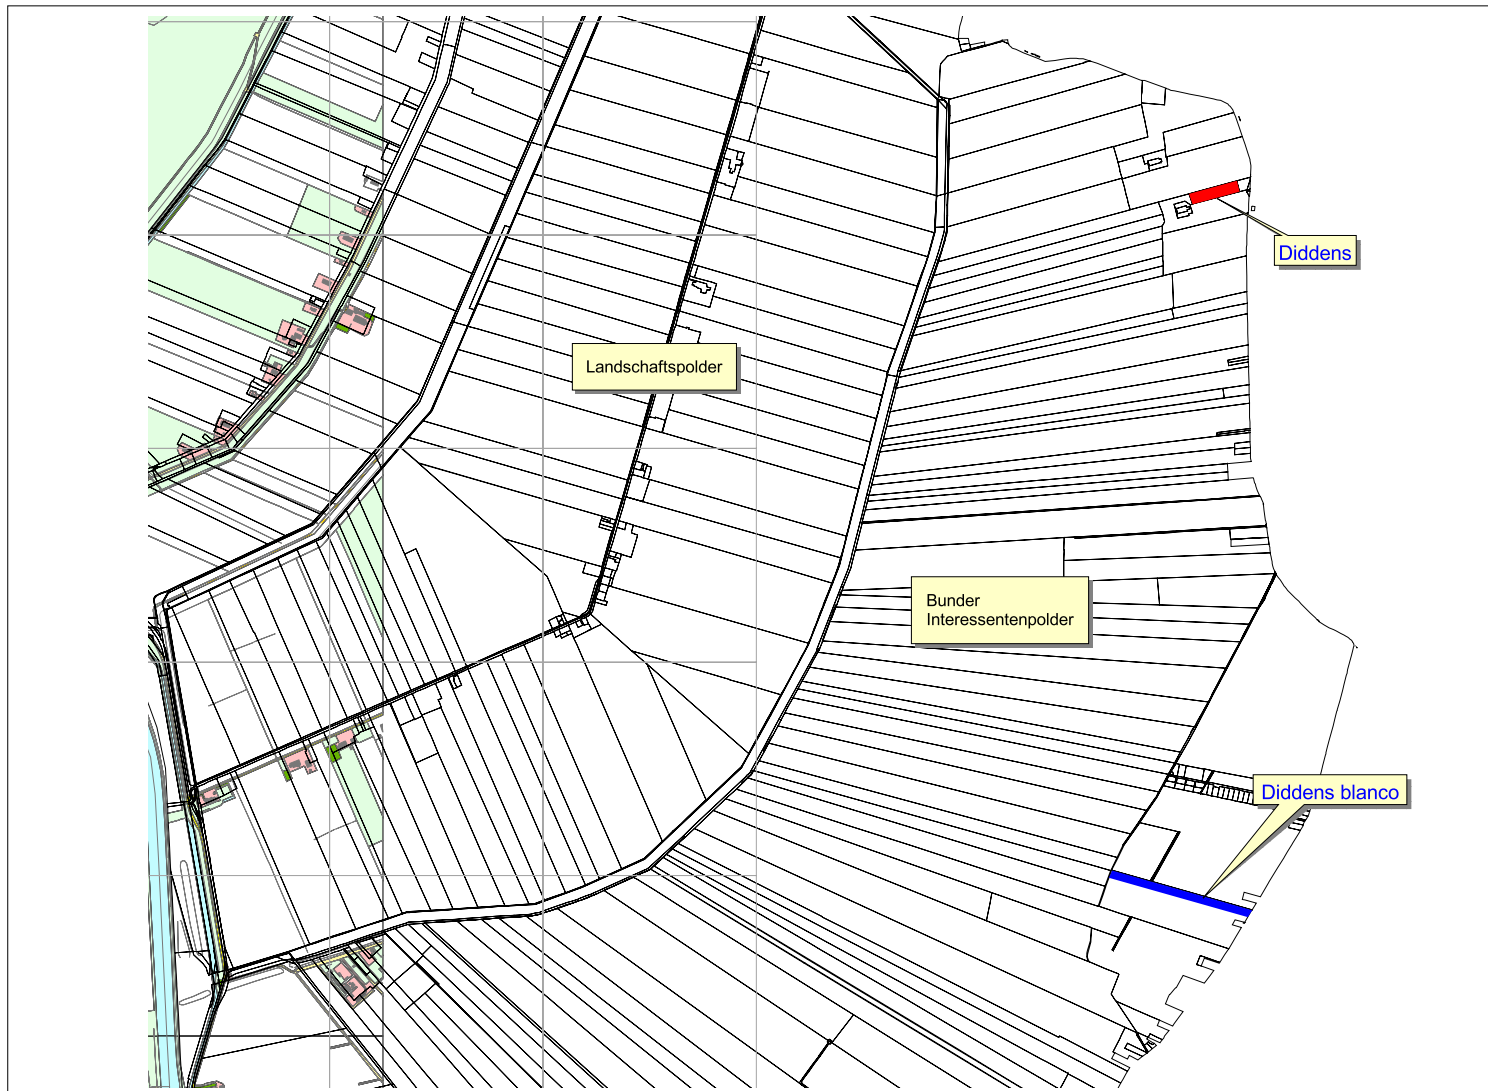 Diddens
Landschaftspolder
Bunder
Interessentenpolder
Diddens blanco